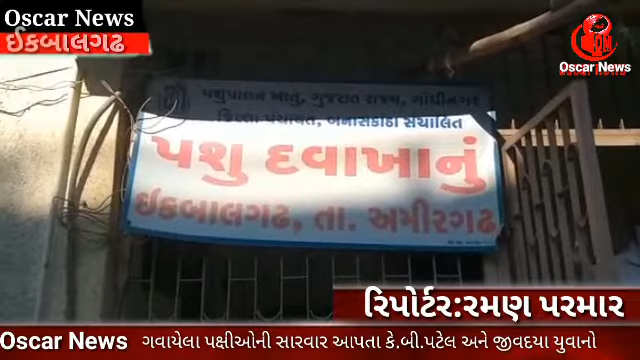 Oscar News
ઈકબાલગઢ
Oscar News
પશુપાલન ખાતુ, ગુજરાત રાજ્ય, ગાંધીનગર
જિલ્લા પંચાયત, બનાસકાંઠા સંચાલિત
પશુ દવાખાનું
ઈકબાલગઢ, તા. અમીરગઢ
રિપોર્ટર:રમણ પરમાર
Oscar News ગવાયેલા પક્ષીઓની સારવાર આપતા કે.બી.પટેલ અને જીવદયા યુવાનો